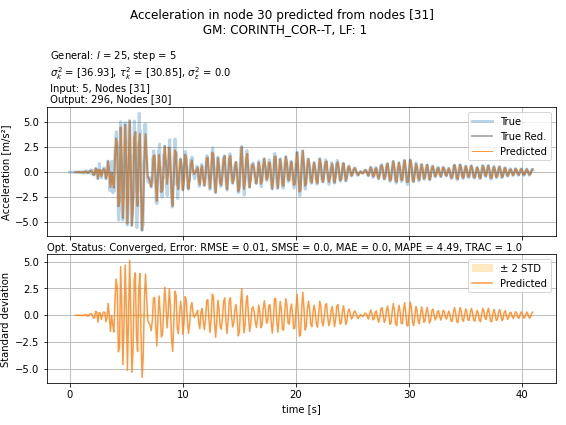 Acceleration in node 30 predicted from nodes [31]
GM: CORINTH_COR--T, LF: 1
General: l = 25, step = 5
σ²ₖ = [36.93], τ²ₖ = [30.85], σ²ε = 0.0
Input: 5, Nodes [31]
Output: 296, Nodes [30]
Acceleration [m/s²]
5.0
2.5
0.0
−2.5
−5.0
True
True Red.
Predicted
Opt. Status: Converged, Error: RMSE = 0.01, SMSE = 0.0, MAE = 0.0, MAPE = 4.49, TRAC = 1.0
Standard deviation
5.0
2.5
0.0
−2.5
−5.0
± 2 STD
Predicted
0 10 20 30 40
time [s]